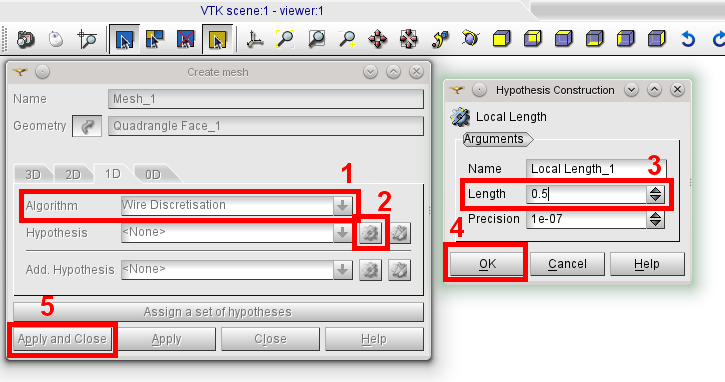 VTK scene:1 - viewer:1
Create mesh
Name Mesh_1
Geometry Quadrangle Face_1
3D 2D 1D 0D
1
Algorithm Wire Discretisation
2
Hypothesis <None>
Add. Hypothesis <None>
Assign a set of hypotheses
5
Apply and Close Apply Close Help
Hypothesis Construction
Local Length
Arguments
3
Name Local Length_1
Length 0.5
Precision 1e-07
4
OK Cancel Help